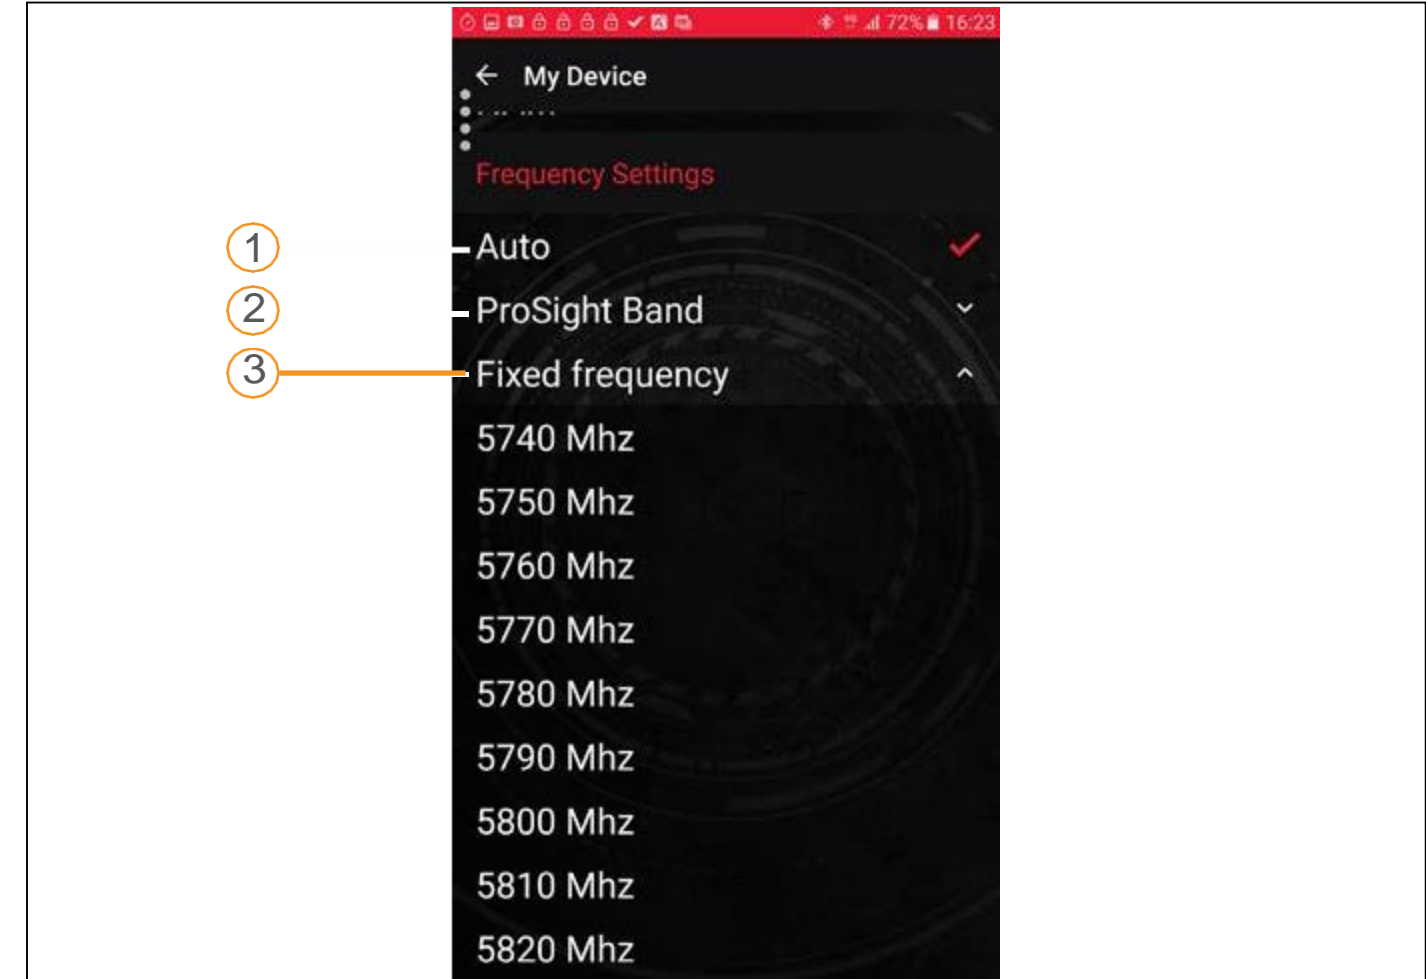 72% 16:23
My Device
Frequency Settings
1 Auto
2 ProSight Band
3 Fixed frequency
5740 Mhz
5750 Mhz
5760 Mhz
5770 Mhz
5780 Mhz
5790 Mhz
5800 Mhz
5810 Mhz
5820 Mhz